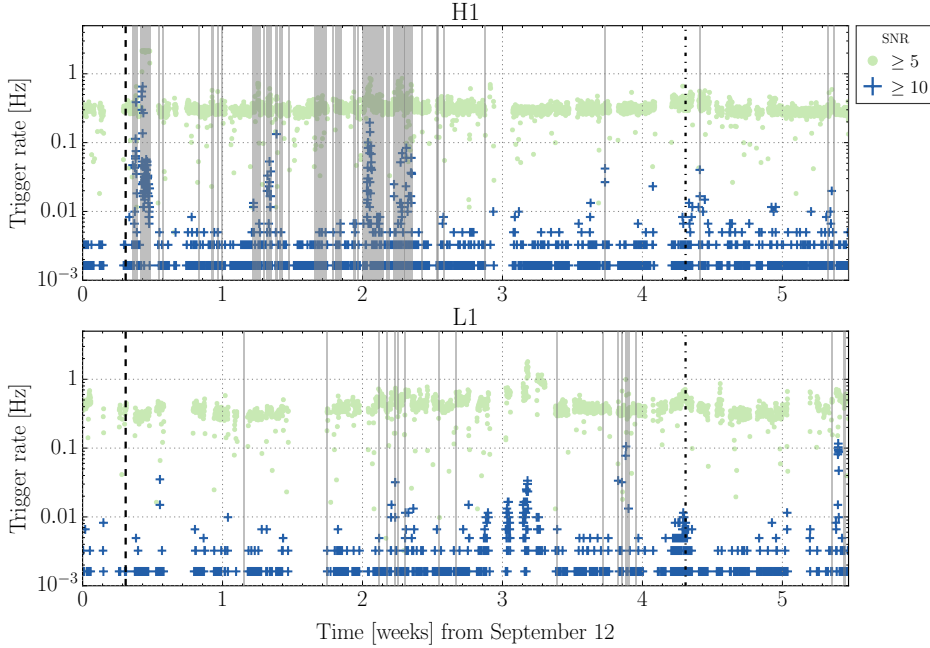 H1
SNR
≥ 5
≥ 10
Trigger rate [Hz]
1
0.1
0.01
10⁻³
0 1 2 3 4 5
L1
Trigger rate [Hz]
1
0.1
0.01
10⁻³
0 1 2 3 4 5
Time [weeks] from September 12